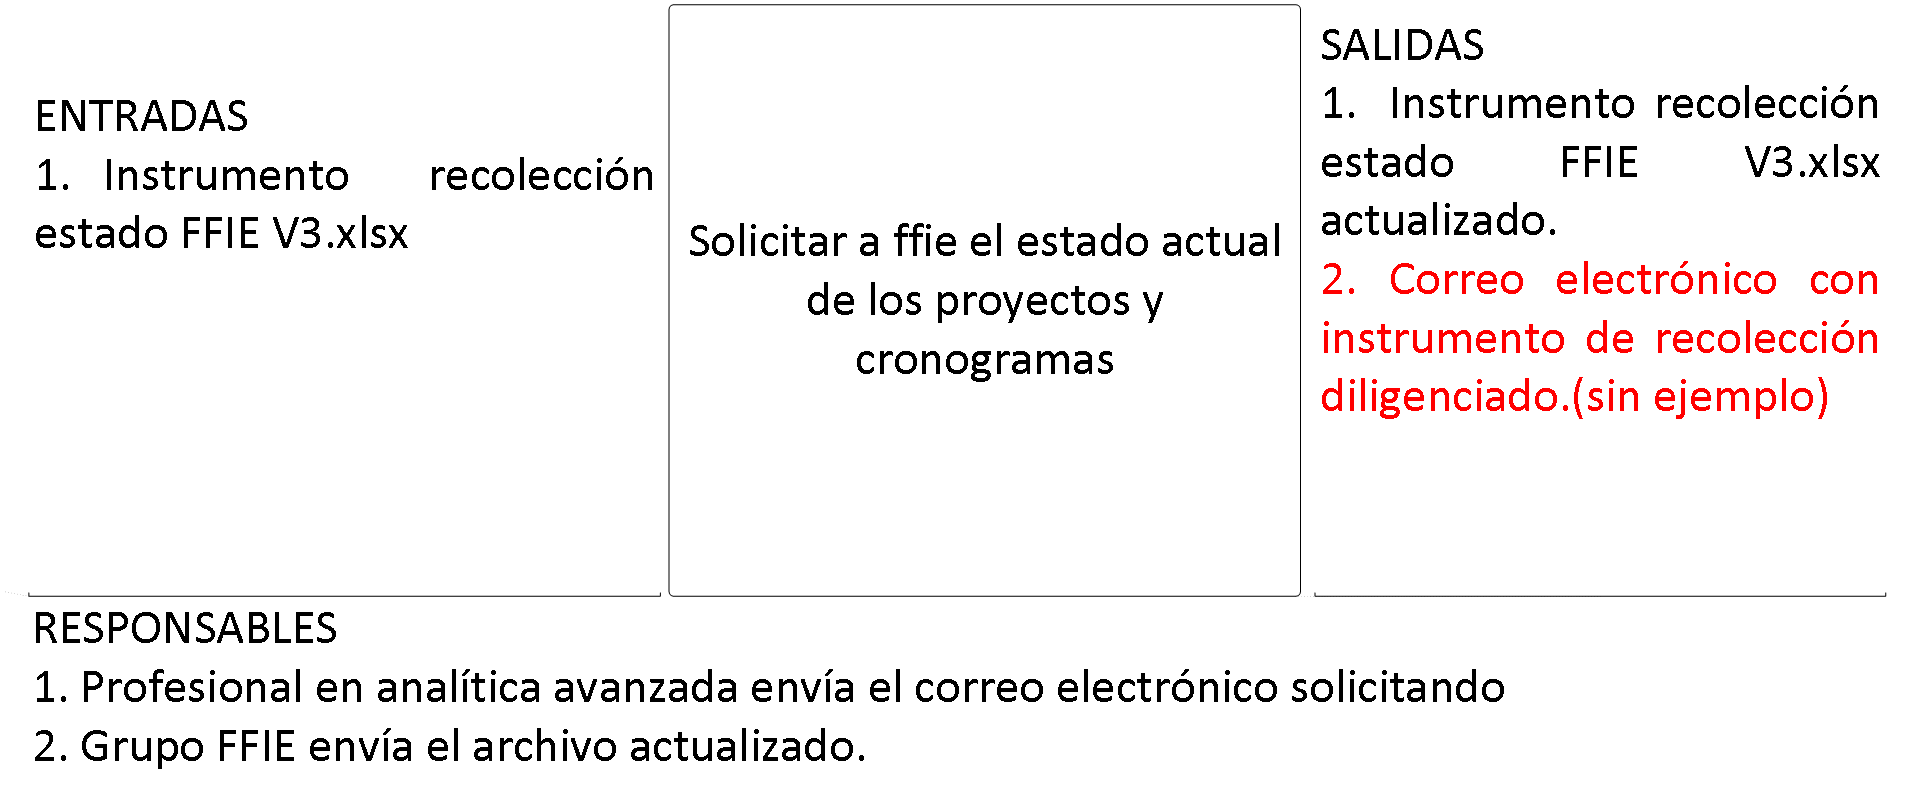 ENTRADAS
1. Instrumento recolección
estado FFIE V3.xlsx
Solicitar a ffie el estado actual
de los proyectos y
cronogramas
SALIDAS
1. Instrumento recolección
estado FFIE V3.xlsx
actualizado.
2. Correo electrónico con
instrumento de recolección
diligenciado.(sin ejemplo)
RESPONSABLES
1. Profesional en analítica avanzada envía el correo electrónico solicitando
2. Grupo FFIE envía el archivo actualizado.